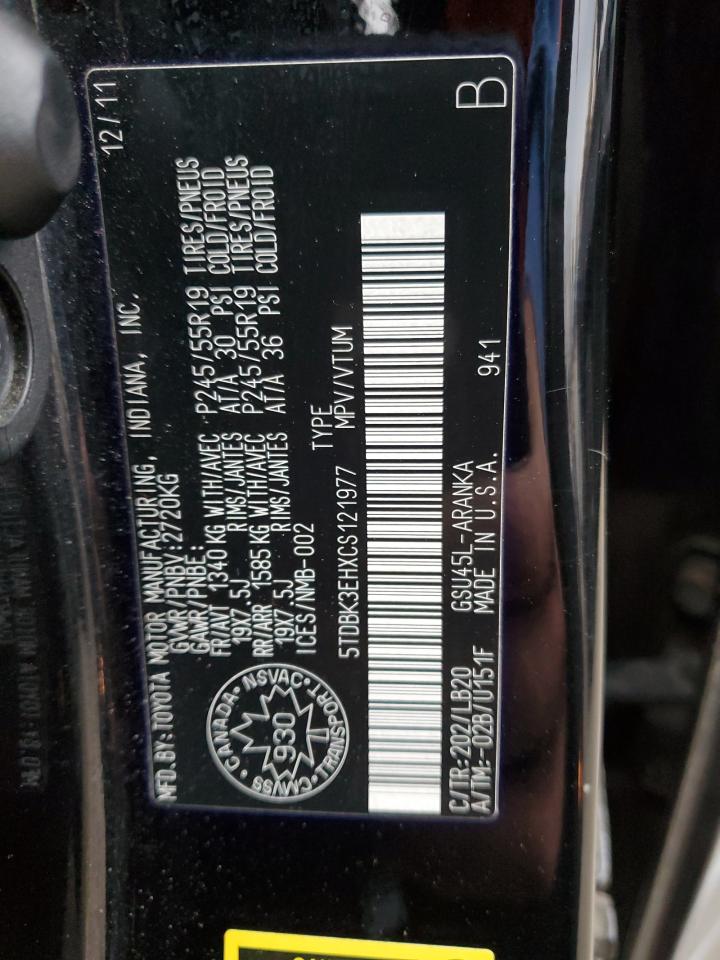 MFD.BY:TOYOTA MOTOR MANUFACTURING, INDIANA, INC. 12/11
GVWR/PNBV:2720KG
GAWR/PNBE:
FR/AVT 1340 KG WITH/AVEC P245/55R19 TIRES/PNEUS
19X7.5J RIMS/JANTES AT/A 30 PSI COLD/FROID
RR/ARR 1585 KG WITH/AVEC P245/55R19 TIRES/PNEUS
19X7.5J RIMS/JANTES AT/A 36 PSI COLD/FROID
ICES/NMB-002
CANADA • NSVAC • TRANSPORT • CMVSS •
930
5TDBK3EHXCS121977 TYPE MPV/VTUM
C/TR:202/LB20 GSU45L-ARANKA
A/TM:-02B/U151F MADE IN U.S.A. 941 B